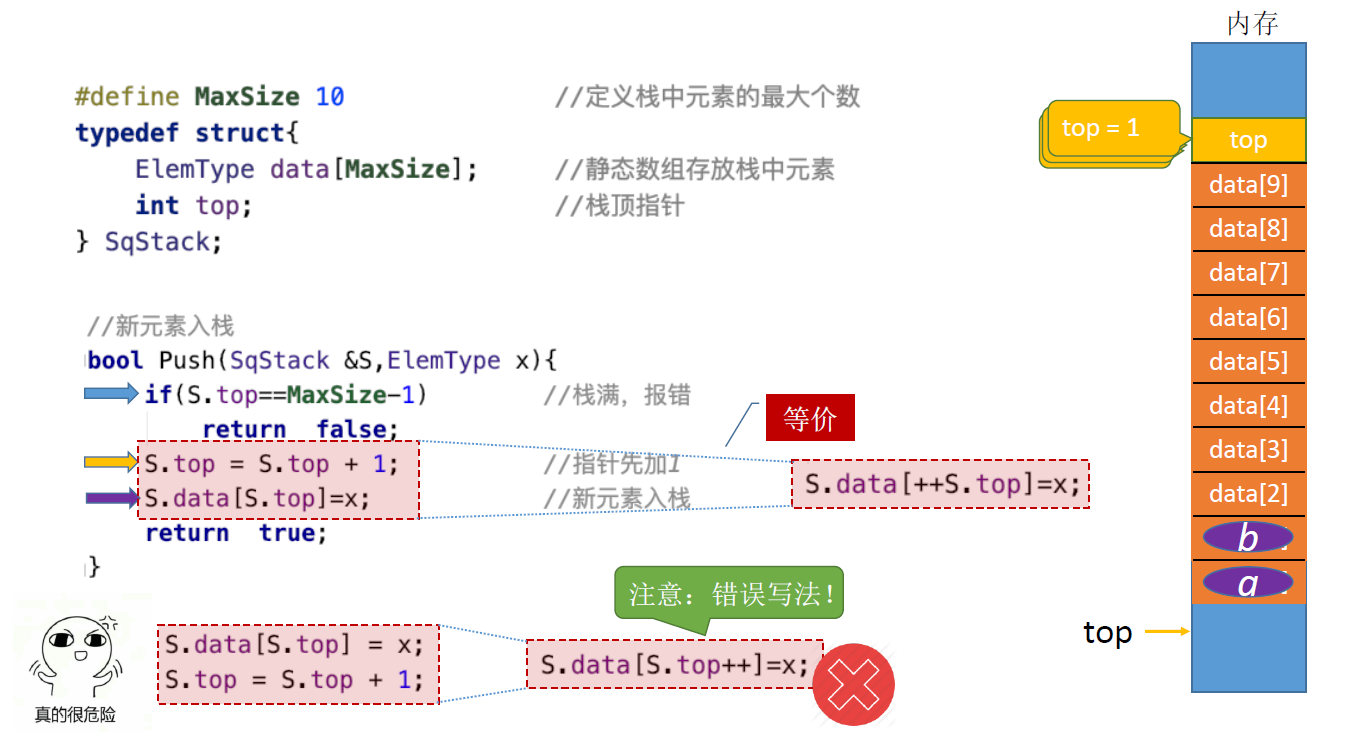 内存
#define MaxSize 10 //定义栈中元素的最大个数
typedef struct{
ElemType data[MaxSize]; //静态数组存放栈中元素
int top; //栈顶指针
} SqStack;
top = 1
top
data[9]
data[8]
data[7]
data[6]
data[5]
data[4]
data[3]
data[2]
b
a
top
//新元素入栈
bool Push(SqStack &S,ElemType x){
if(S.top==MaxSize-1) //栈满，报错
return false;
S.top = S.top + 1; //指针先加1
S.data[S.top]=x; //新元素入栈
return true;
}
等价
S.data[++S.top]=x;
注意：错误写法！
S.data[S.top] = x;
S.top = S.top + 1;
S.data[S.top++]=x;
真的很危险